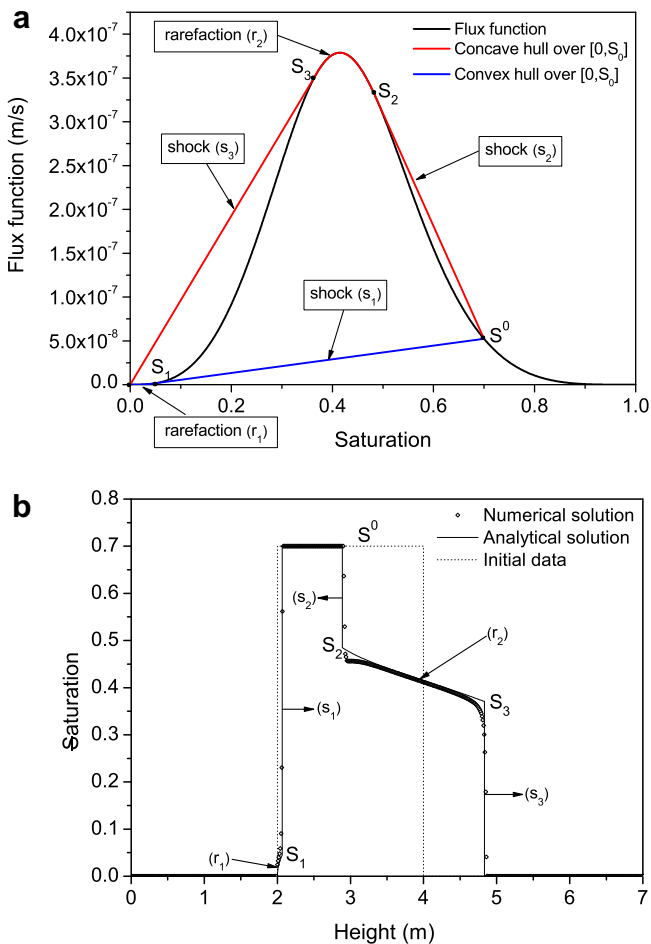 a
4.0x10⁻⁷
3.5x10⁻⁷
3.0x10⁻⁷
2.5x10⁻⁷
2.0x10⁻⁷
1.5x10⁻⁷
1.0x10⁻⁷
5.0x10⁻⁸
0.0
Flux function (m/s)
rarefaction (r₂)
Flux function
Concave hull over [0,S₀]
Convex hull over [0,S₀]
S₃
S₂
shock (s₃)
shock (s₂)
shock (s₁)
S⁰
S₁
0.0 0.2 0.4 0.6 0.8 1.0
rarefaction (r₁)
Saturation
b
0.8
0.7
0.6
0.5
0.4
0.3
0.2
0.1
0.0
Saturation
S⁰
Numerical solution
Analytical solution
Initial data
(s₂)
S₂
(r₂)
S₃
(s₁)
(s₃)
(r₁)
S₁
0 1 2 3 4 5 6 7
Height (m)